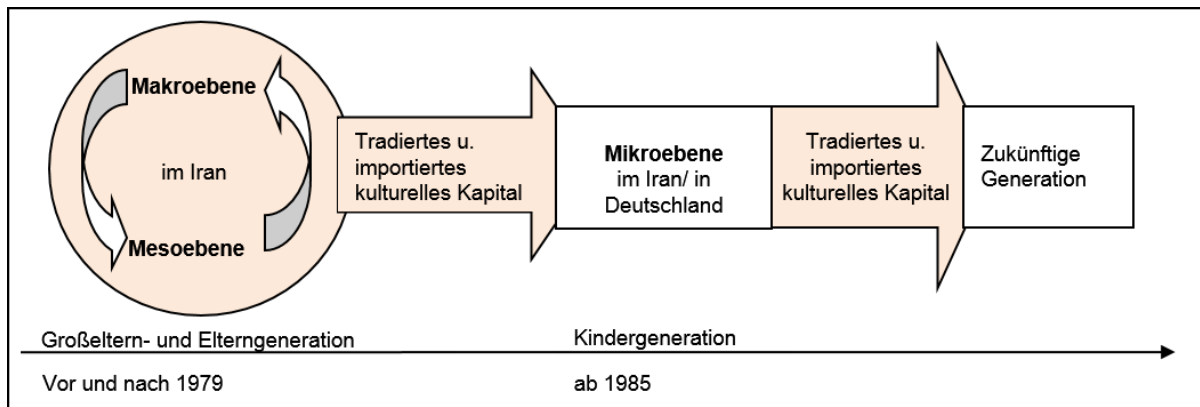 Makroebene
im Iran
Mesoebene
Tradiertes u.
importiertes
kulturelles Kapital
Mikroebene
im Iran/ in
Deutschland
Tradiertes u.
importiertes
kulturelles Kapital
Zukünftige
Generation
Großeltern- und Elterngeneration
Kindergeneration
Vor und nach 1979
ab 1985